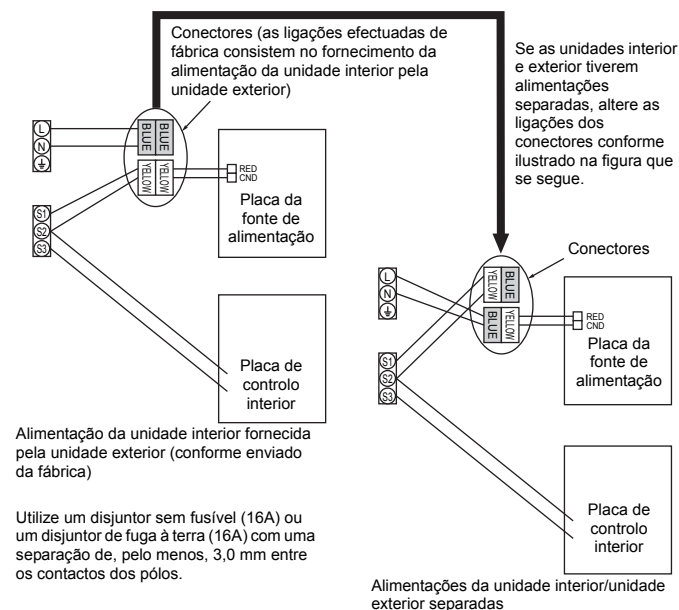 Conectores (as ligações efectuadas de
fábrica consistem no fornecimento da
alimentação da unidade interior pela
unidade exterior)
Se as unidades interior
e exterior tiverem
alimentações
separadas, altere as
ligações dos
conectores conforme
ilustrado na figura que
se segue.
L
N
BLUE
BLUE
YELLOW
YELLOW
RED
CND
Placa da
fonte de
alimentação
S1
S2
S3
Placa de
controlo
interior
Alimentação da unidade interior fornecida
pela unidade exterior (conforme enviado
da fábrica)
Utilize um disjuntor sem fusível (16A) ou
um disjuntor de fuga à terra (16A) com uma
separação de, pelo menos, 3,0 mm entre
os contactos dos pólos.
Conectores
L
N
YELLOW
BLUE
BLUE
YELLOW
RED
CND
Placa da
fonte de
alimentação
S1
S2
S3
Placa de
controlo
interior
Alimentações da unidade interior/unidade
exterior separadas